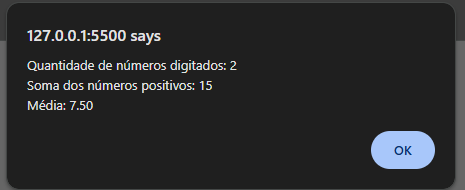 127.0.0.1:5500 says
Quantidade de números digitados: 2
Soma dos números positivos: 15
Média: 7.50
OK